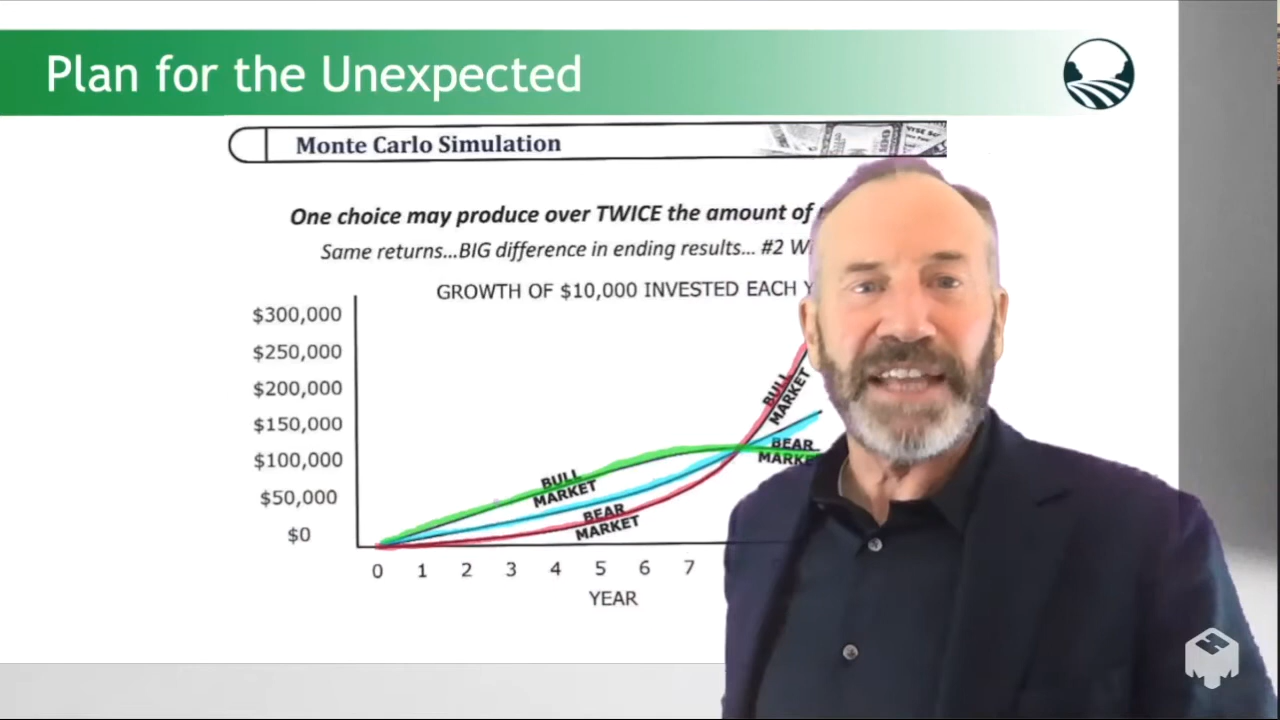 Plan for the Unexpected
Monte Carlo Simulation
One choice may produce over TWICE the amount of
Same returns...BIG difference in ending results... #2
GROWTH OF $10,000 INVESTED EACH
$300,000
$250,000
$200,000
$150,000
$100,000
$50,000
$0
BULL
MARKET
BEAR
MARKET
BULL
MARKET
BEAR
MARKE
0 1 2 3 4 5 6 7
YEAR